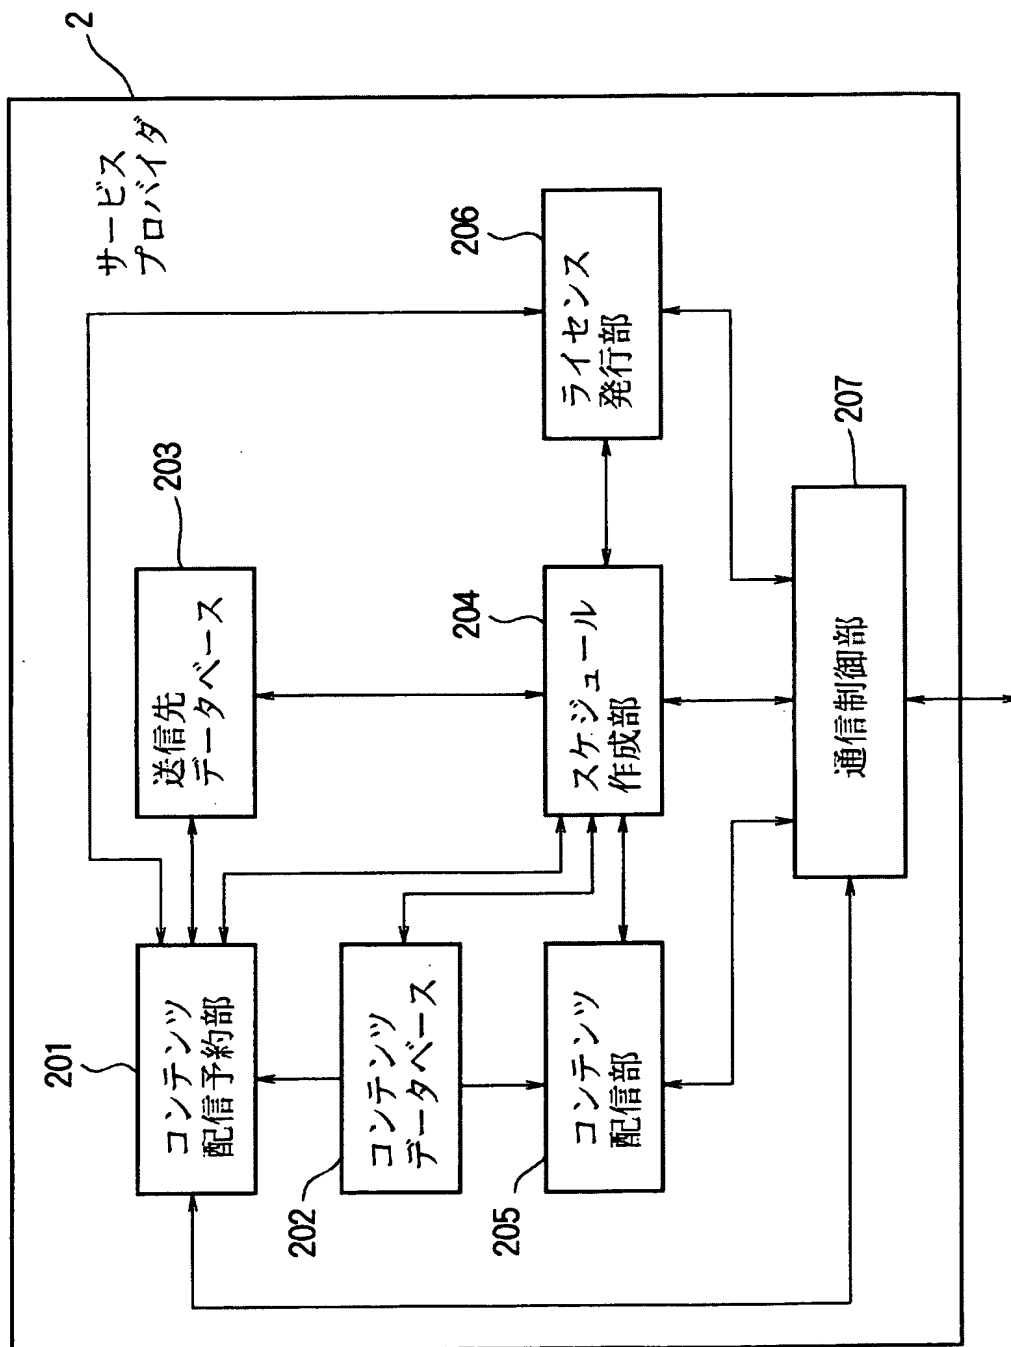 2
サービス
プロバイダ
201
コンテンツ
配信予約部
203
送信先
データベース
202
コンテンツ
データベース
204
スケジュール
作成部
206
ライセンス
発行部
205
コンテンツ
配信部
207
通信制御部